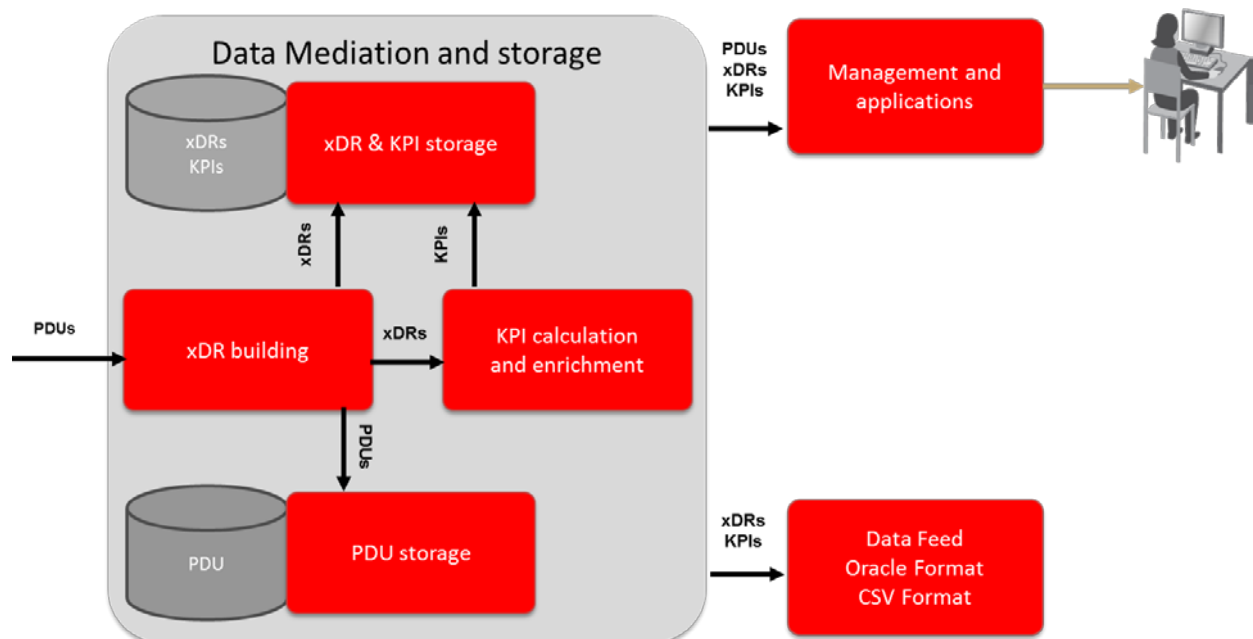 Data Mediation and storage
xDRs
KPIs
xDR & KPI storage
PDUs
xDRs
KPIs
Management and
applications
xDRs
KPIs
PDUs
xDR building
xDRs
KPI calculation
and enrichment
PDUs
PDU
PDU storage
xDRs
KPIs
Data Feed
Oracle Format
CSV Format